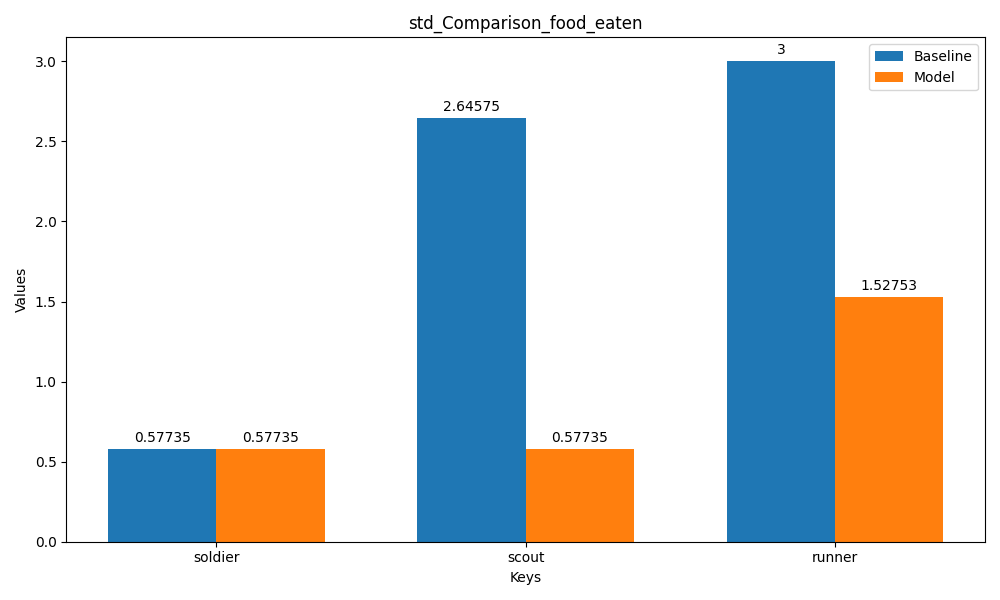 std_Comparison_food_eaten
Baseline
Model
3
2.64575
1.52753
0.57735
0.57735
0.57735
3.0
2.5
2.0
1.5
1.0
0.5
0.0
Values
soldier
scout
runner
Keys